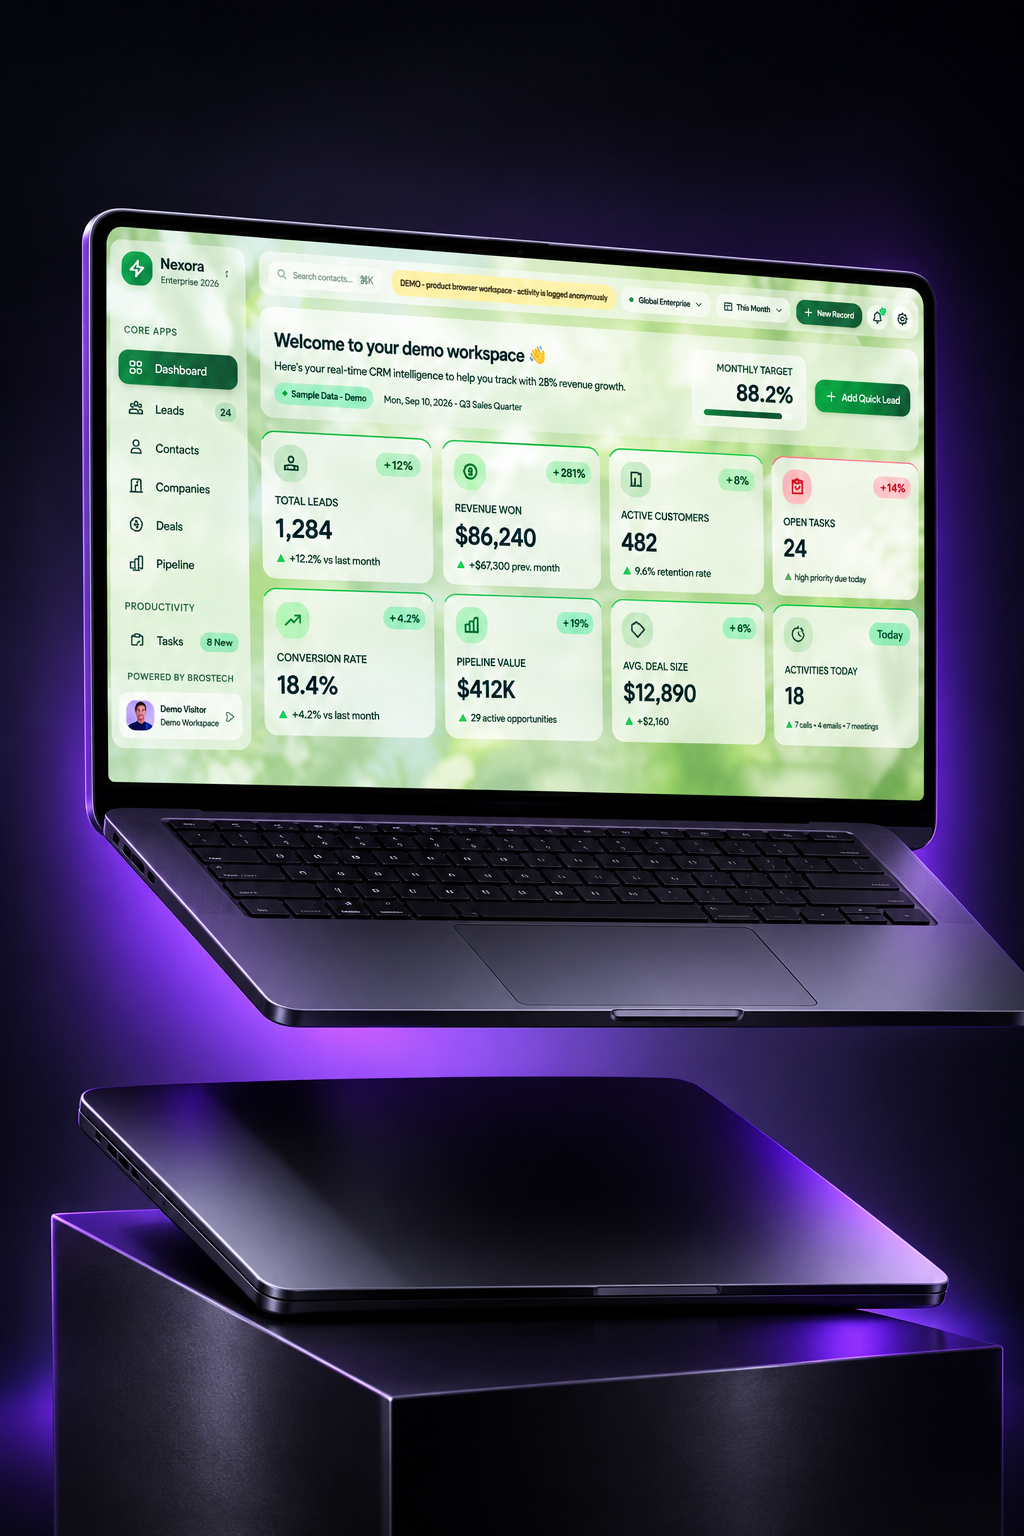 Nexora
Enterprise 2026
CORE APPS
Dashboard
Leads 24
Contacts
Companies
Deals
Pipeline
PRODUCTIVITY
Tasks 8 New
POWERED BY BROSTECH
Demo Visitor
Demo Workspace
Search contacts... ⌘K
DEMO - product browser workspace - activity is logged anonymously
Global Enterprise
This Month
+ New Record
Welcome to your demo workspace 👋
Here's your real-time CRM intelligence to help you track with 28% revenue growth.
Sample Data - Demo
Mon, Sep 10, 2026 - Q3 Sales Quarter
MONTHLY TARGET
88.2%
+ Add Quick Lead
+12%
TOTAL LEADS
1,284
▲ +12.2% vs last month
+281%
REVENUE WON
$86,240
▲ +$67,300 prev. month
+8%
ACTIVE CUSTOMERS
482
▲ 9.6% retention rate
+14%
OPEN TASKS
24
▲ high priority due today
+4.2%
CONVERSION RATE
18.4%
▲ +4.2% vs last month
+19%
PIPELINE VALUE
$412K
▲ 29 active opportunities
+6%
AVG. DEAL SIZE
$12,890
▲ +$2,160
Today
ACTIVITIES TODAY
18
▲ 7 calls • 4 emails • 7 meetings